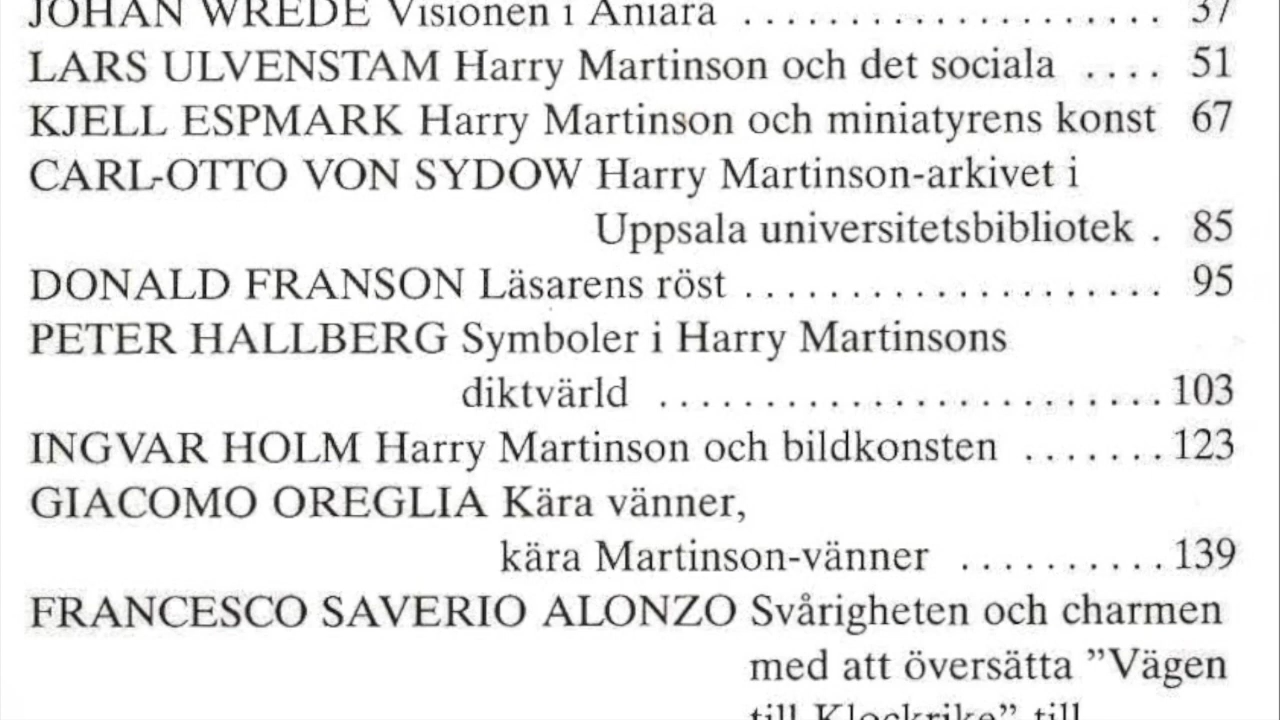 JOHAN WREDE Visionen i Aniara .................... 37
LARS ULVENSTAM Harry Martinson och det sociala .... 51
KJELL ESPMARK Harry Martinson och miniatyrens konst 67
CARL-OTTO VON SYDOW Harry Martinson-arkivet i
Uppsala universitetsbibliotek . 85
DONALD FRANSON Läsarens röst .................... 95
PETER HALLBERG Symboler i Harry Martinsons
diktvärld ........................ 103
INGVAR HOLM Harry Martinson och bildkonsten ....... 123
GIACOMO OREGLIA Kära vänner,
kära Martinson-vänner .......... 139
FRANCESCO SAVERIO ALONZO Svårigheten och charmen
med att översätta ”Vägen
till Klockrike” till